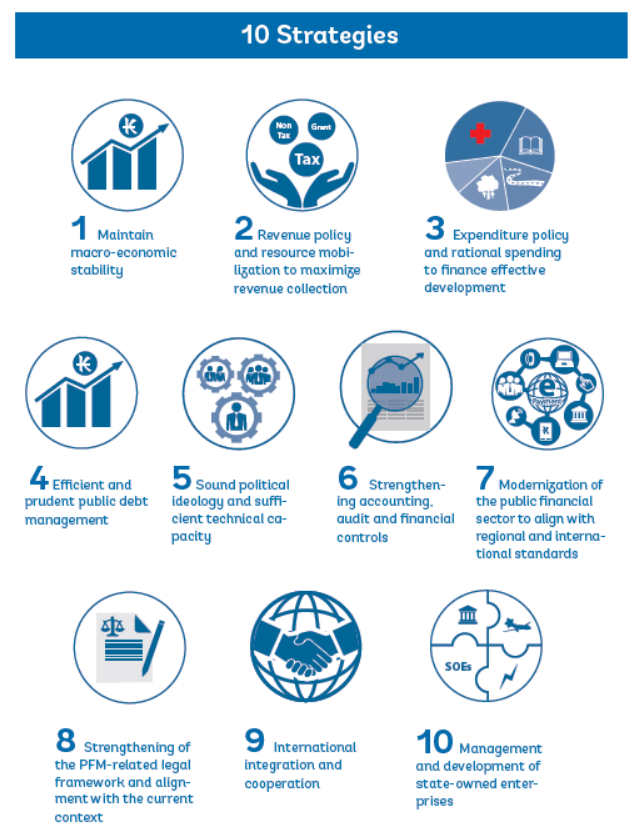 10 Strategies
Non
Tax
Grant
Tax
1 Maintain
macro-economic
stability
2 Revenue policy
and resource mobi-
lization to maximize
revenue collection
3 Expenditure policy
and rational spending
to finance effective
development
4 Efficient and
prudent public debt
management
5 Sound political
ideology and suffi-
cient technical ca-
pacity
6 Strengthen-
ing accounting,
audit and financial
controls
e
Payment
7 Modernization of
the public financial
sector to align with
regional and interna-
tional standards
8 Strengthening of
the PFM-related legal
framework and align-
ment with the current
context
9 International
integration and
cooperation
SOEs
10 Management
and development of
state-owned enter-
prises